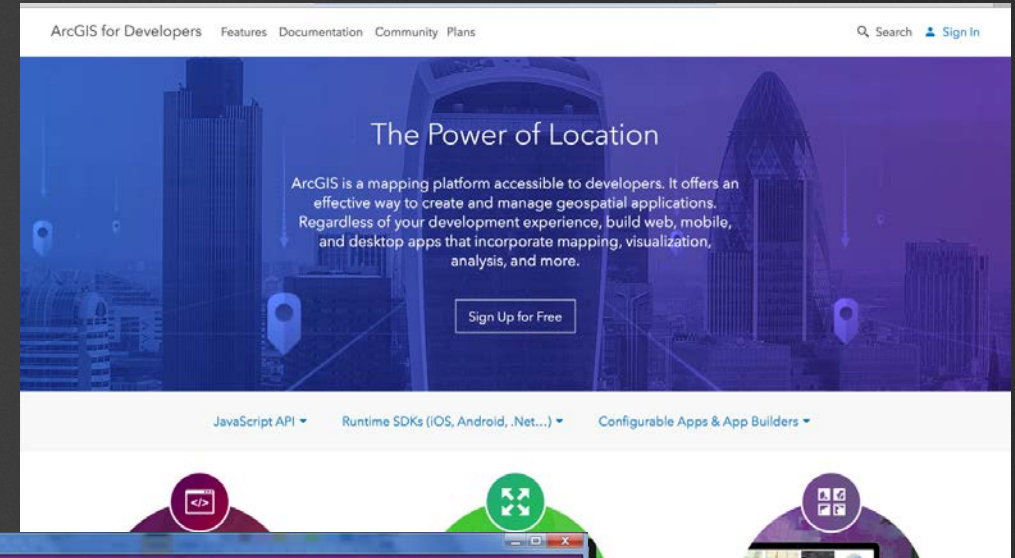 ArcGIS for Developers Features Documentation Community Plans Search Sign In
The Power of Location
ArcGIS is a mapping platform accessible to developers. It offers an
effective way to create and manage geospatial applications.
Regardless of your development experience, build web, mobile,
and desktop apps that incorporate mapping, visualization,
analysis, and more.
Sign Up for Free
JavaScript API Runtime SDKs (iOS, Android, .Net...) Configurable Apps & App Builders